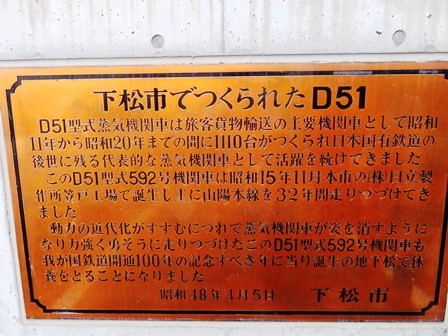 下松市でつくられたD51
D51型式蒸気機関車は旅客貨物輸送の主要機関車として昭和
11年から昭和20年までの間に1110台がつくられ日本国有鉄道の
後世に残る代表的な蒸気機関車として活躍を続けてきました
このD51型式592号機関車は昭和15年11月本市の(株)日立製
作所笠戸工場で誕生し主に山陽本線を32年間走りつづけてき
ました
動力の近代化がすすむにつれて蒸気機関車が姿を消すように
なり力強く勇そうに走りつづけたこのD51型式592号機関車も
我が国鉄道開通100年の記念すべき年に当り誕生の地下松で休
養をとることになりました
昭和48年4月5日 下松市